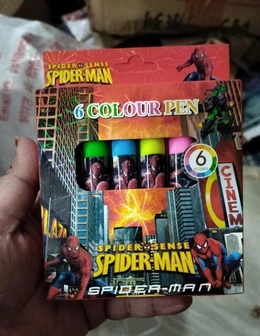 SPIDER SENSE
SPIDER-MAN
6 COLOUR PEN
6
CINEM
SPIDER SENSE
SPIDER-MAN
SPIDER-MAN